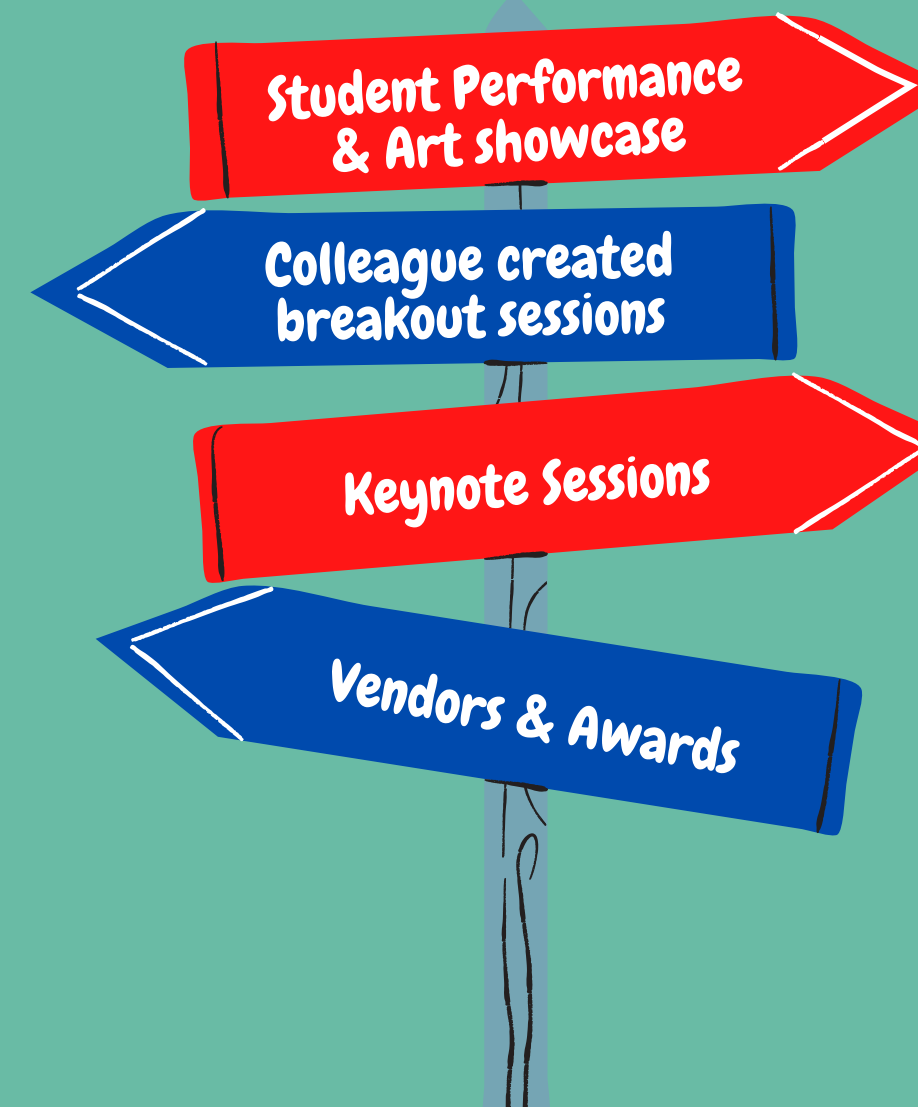 Student Performance
& Art showcase
Colleague created
breakout sessions
Keynote Sessions
Vendors & Awards